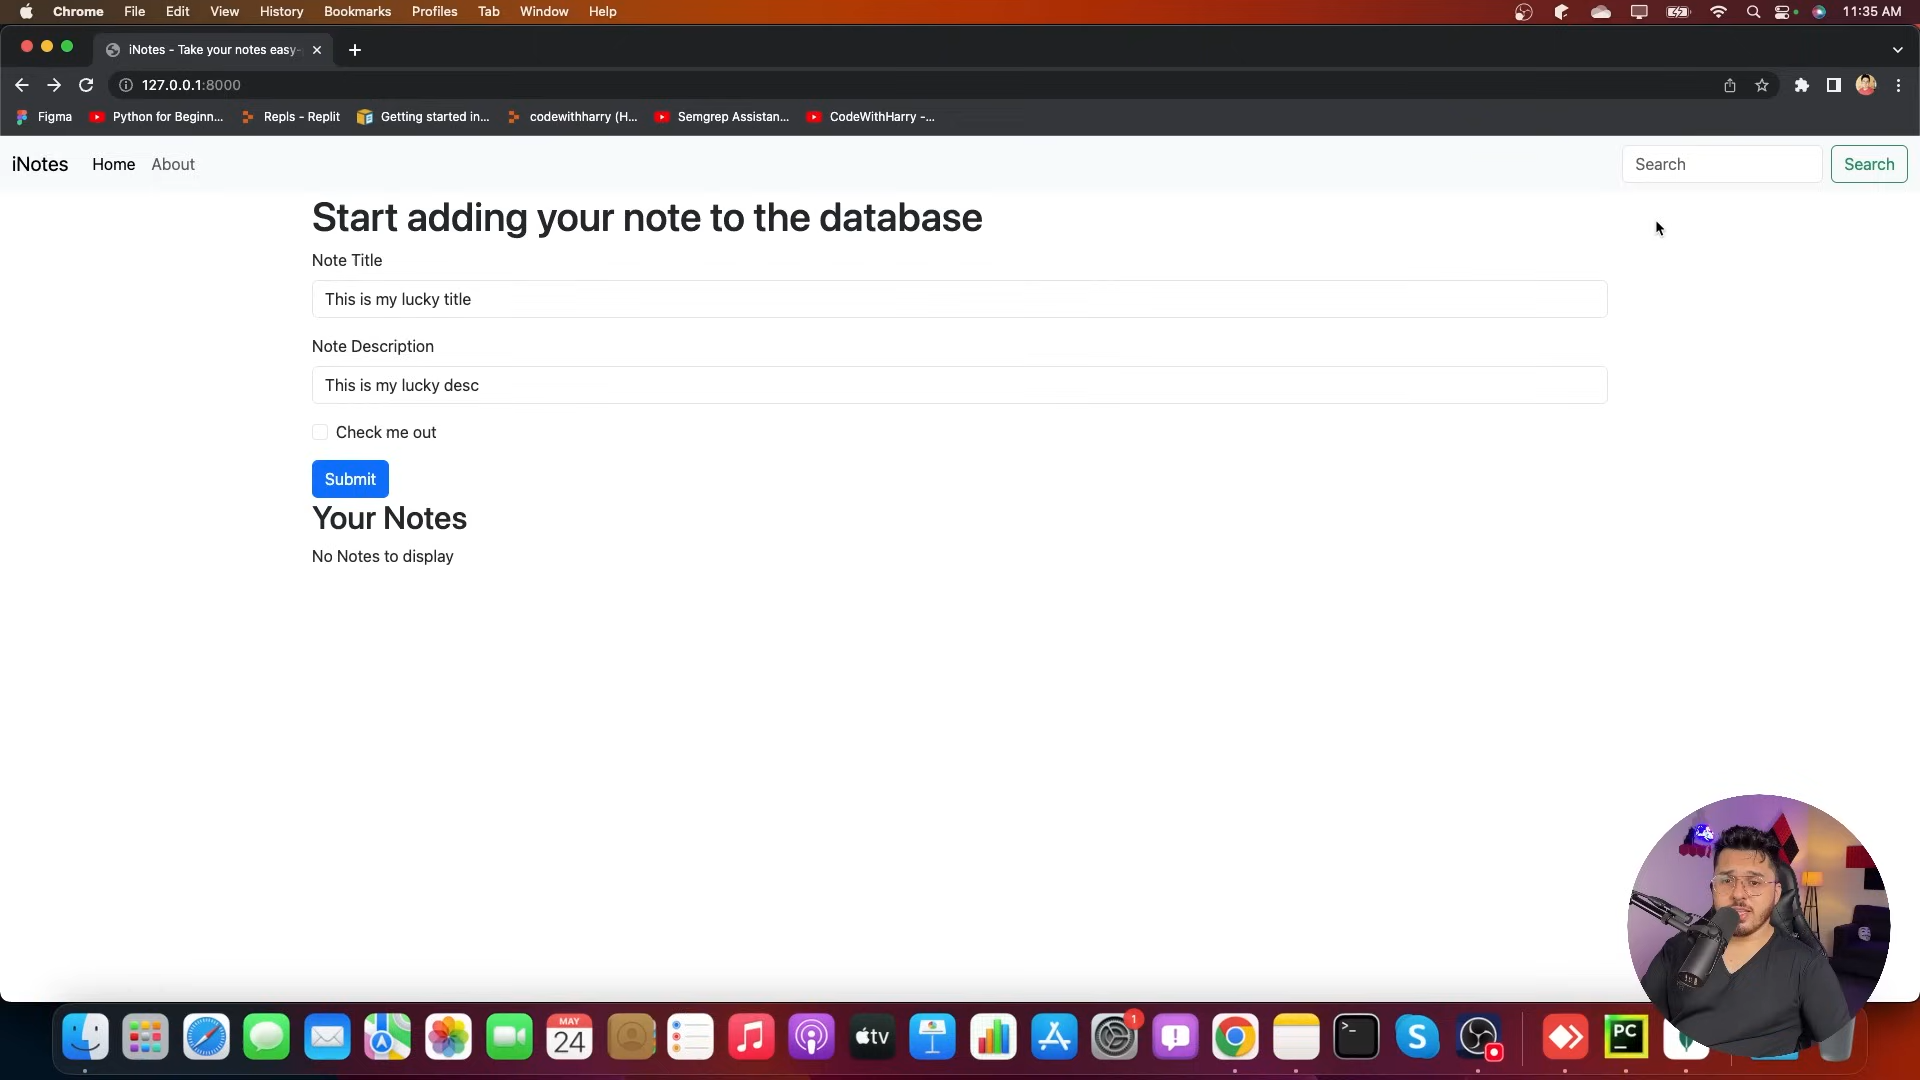 Chrome File Edit View History Bookmarks Profiles Tab Window Help 11:35 AM
iNotes - Take your notes easy-
127.0.0.1:8000
Figma Python for Beginn... Repls - Replit Getting started in... codewithharry (H... Semgrep Assistan... CodeWithHarry -...
iNotes Home About Search Search
Start adding your note to the database
Note Title
This is my lucky title
Note Description
This is my lucky desc
Check me out
Submit
Your Notes
No Notes to display
MAY
24
tv
1
S
PC